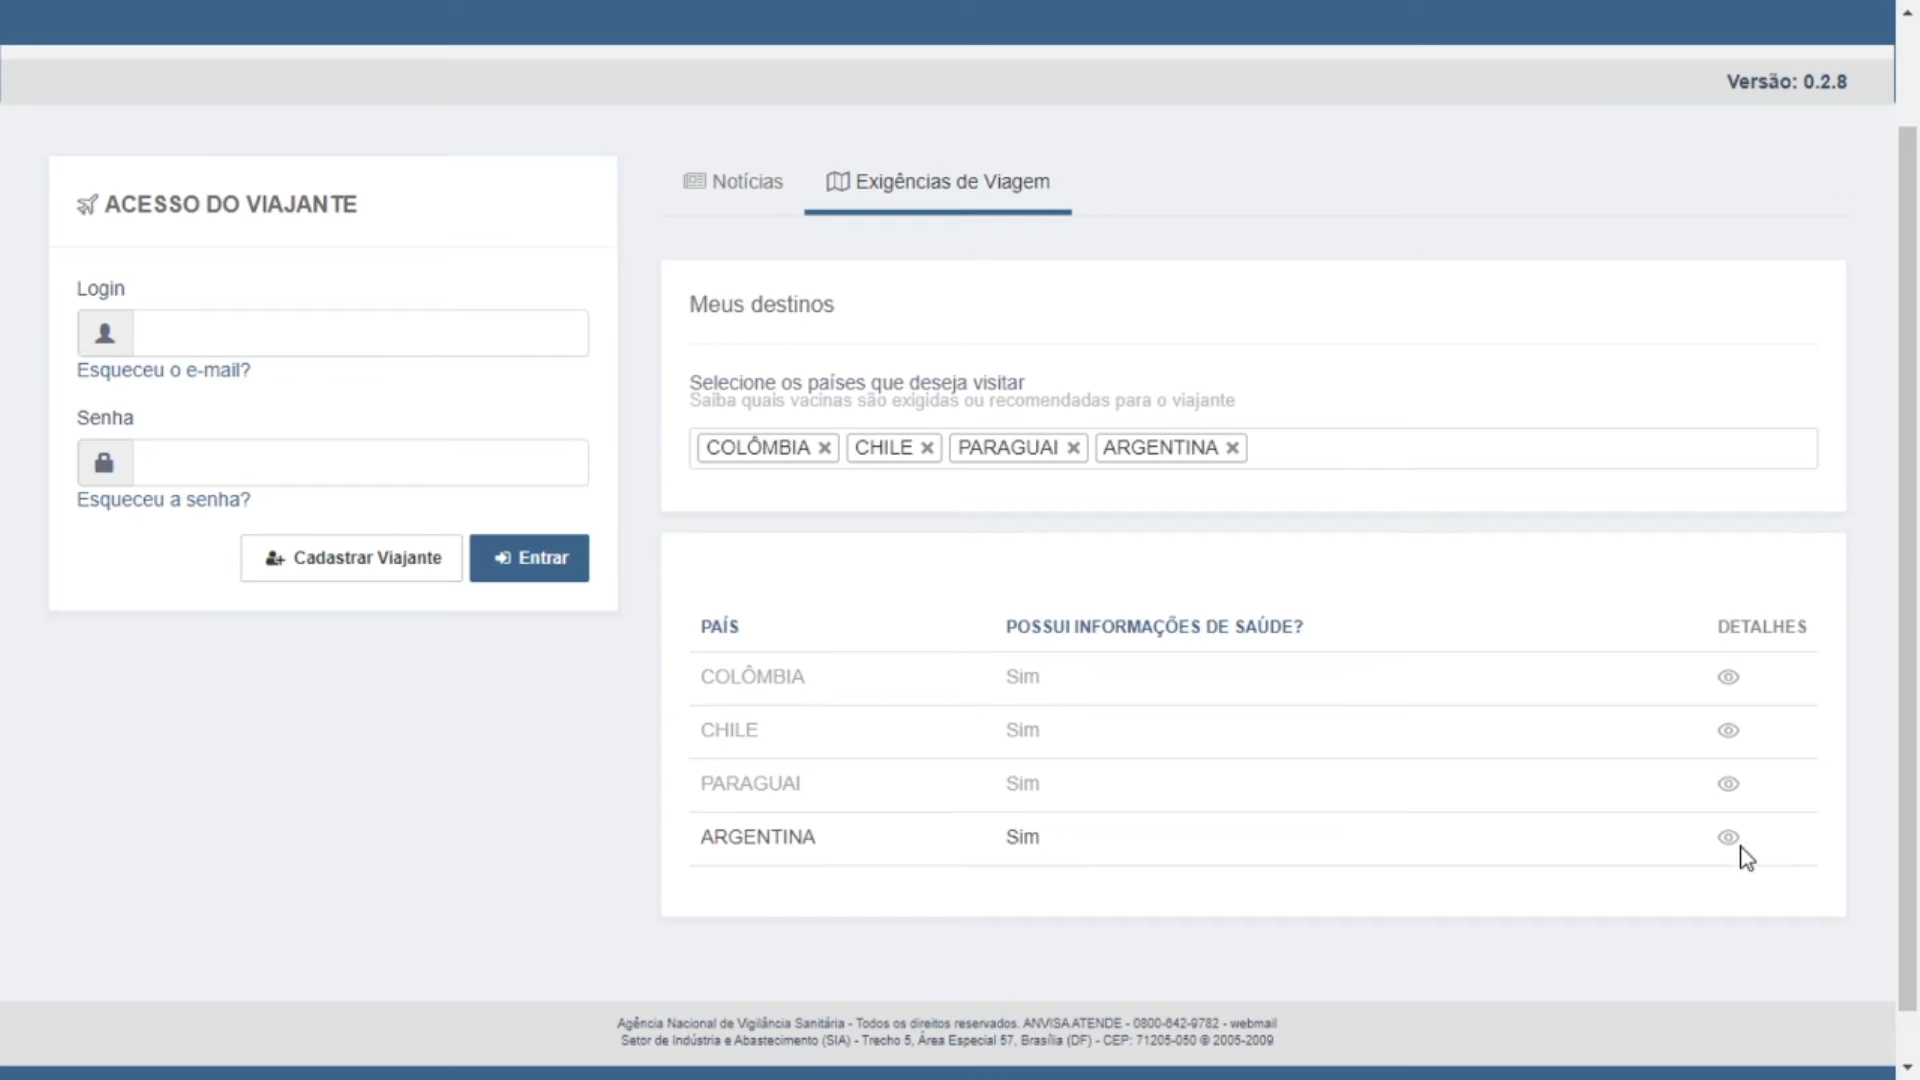 Versão: 0.2.8
ACESSO DO VIAJANTE
Login
Esqueceu o e-mail?
Senha
Esqueceu a senha?
Cadastrar Viajante
Entrar
Notícias
Exigências de Viagem
Meus destinos
Selecione os países que deseja visitar
Saiba quais vacinas são exigidas ou recomendadas para o viajante
COLÔMBIA × CHILE × PARAGUAI × ARGENTINA ×
PAÍS POSSUI INFORMAÇÕES DE SAÚDE? DETALHES
COLÔMBIA Sim
CHILE Sim
PARAGUAI Sim
ARGENTINA Sim
Agência Nacional de Vigilância Sanitária - Todos os direitos reservados. ANVISA ATENDE - 0800-642-9782 - webmail
Setor de Indústria e Abastecimento (SIA) - Trecho 5, Área Especial 57, Brasília (DF) - CEP: 71205-050 © 2005-2009